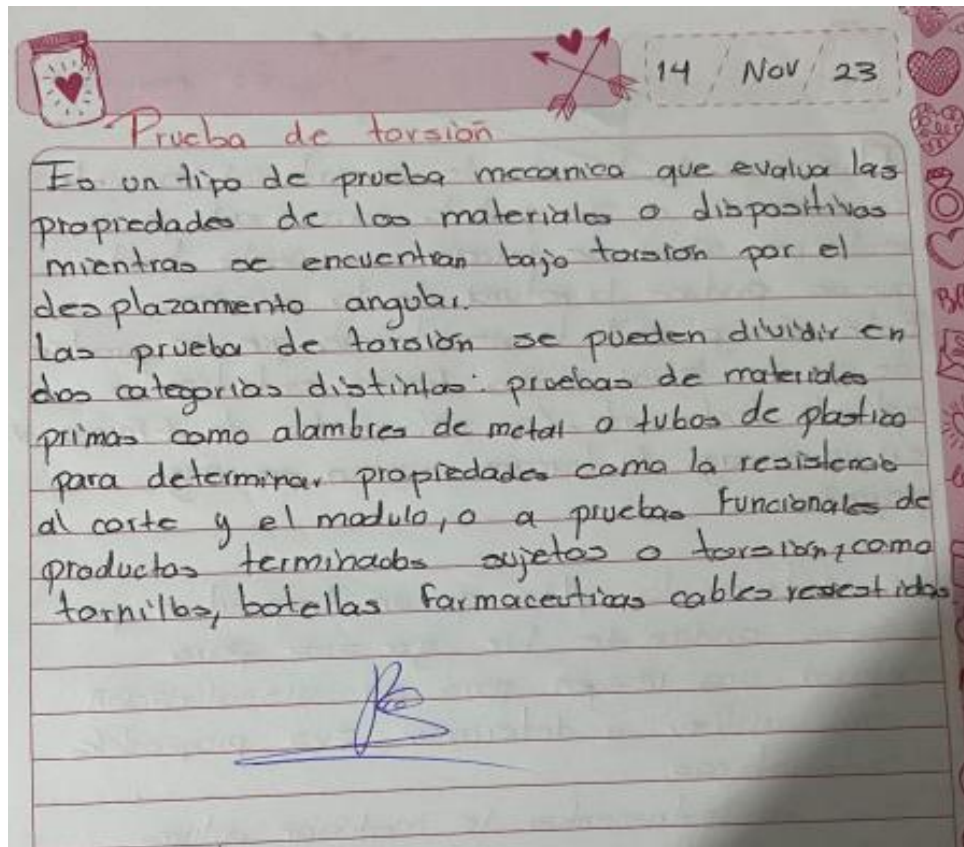 14 / Nov / 23
Prueba de torsión
Es un tipo de prueba mecanica que evalua las
propiedades de los materiales o dispositivos
mientras se encuentran bajo torsion por el
desplazamiento angular.
Las prueba de torsión se pueden dividir en
dos categorias distintas: pruebas de materiales
primas como alambres de metal o tubos de plastico
para determinar propiedades como la resistencia
al corte y el modulo, o a pruebas Funcionales de
productos terminados sujetos a torsion, como
tornillos, botellas farmaceuticas cables revestidos